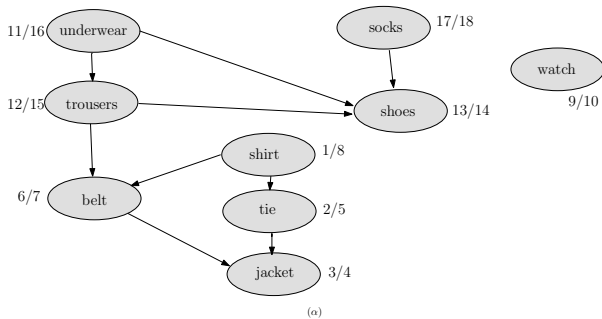 11/16 underwear
socks 17/18
watch
9/10
12/15 trousers
shoes 13/14
shirt 1/8
6/7 belt
tie 2/5
jacket 3/4
(α)